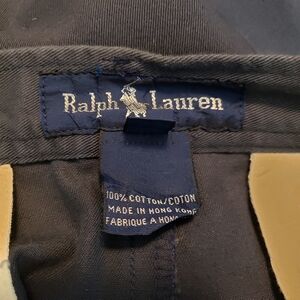 Ralph Lauren
100% COTTON/COTON
MADE IN HONG KONG
FABRIQUE A HONG